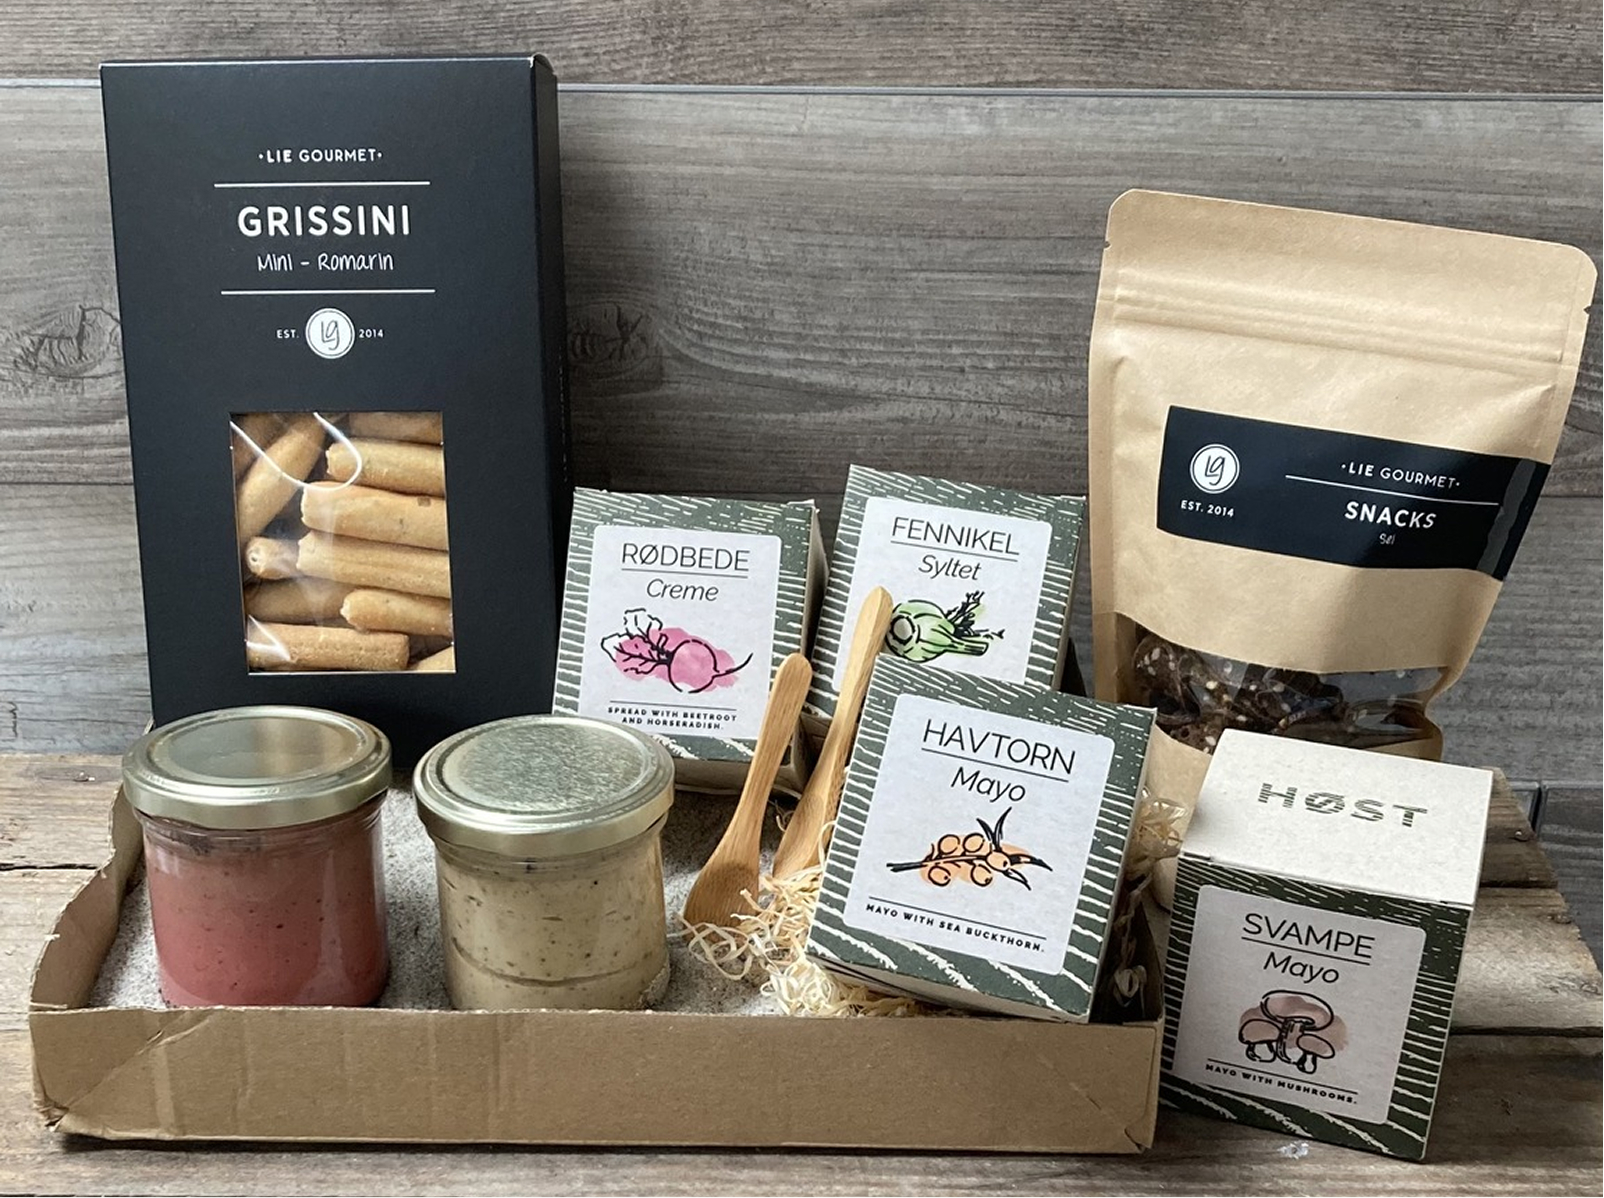 ·LIE GOURMET·
GRISSINI
Mini - Romarin
EST. lg 2014
RØDBEDE
Creme
SPREAD WITH BEETROOT
AND HORSERADISH.
FENNIKEL
Syltet
HAVTORN
Mayo
MAYO WITH SEA BUCKTHORN.
lg
EST. 2014
·LIE GOURMET·
SNACKS
Søl
HØST
SVAMPE
Mayo
MAYO WITH MUSHROOMS.